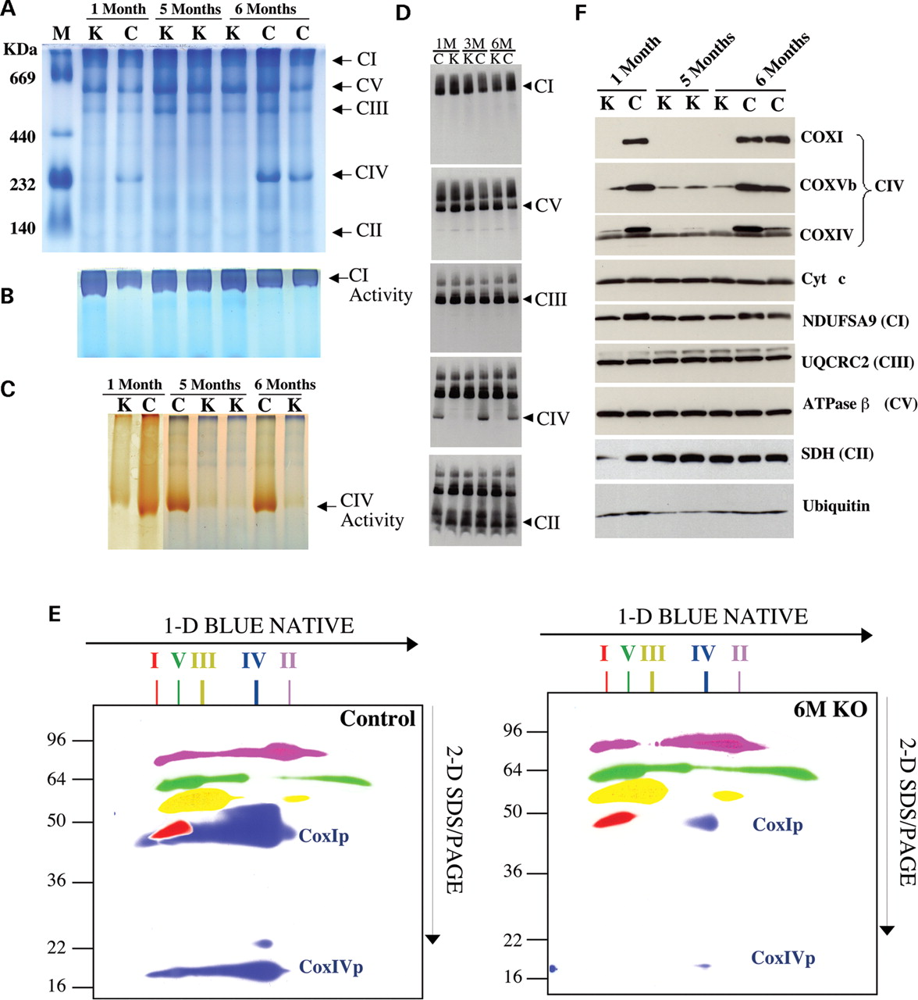 A
1 Month 5 Months 6 Months
M K C K K K C C
KDa
669
440
232
140
CI
CV
CIII
CIV
CII
B
CI
Activity
C
1 Month 5 Months 6 Months
K C C K K C K
CIV
Activity
D
1M 3M 6M
C K K C K C
CI
CV
CIII
CIV
CII
F
1 Month 5 Months 6 Months
K C K K K C C
COXI
COXVb
CIV
COXIV
Cyt c
NDUFSA9 (CI)
UQCRC2 (CIII)
ATPase β (CV)
SDH (CII)
Ubiquitin
E
1-D BLUE NATIVE
I V III IV II
Control
96
64
50
36
22
16
CoxIp
CoxIVp
2-D SDS/PAGE
1-D BLUE NATIVE
I V III IV II
6M KO
96
64
50
36
22
16
CoxIp
CoxIVp
2-D SDS/PAGE